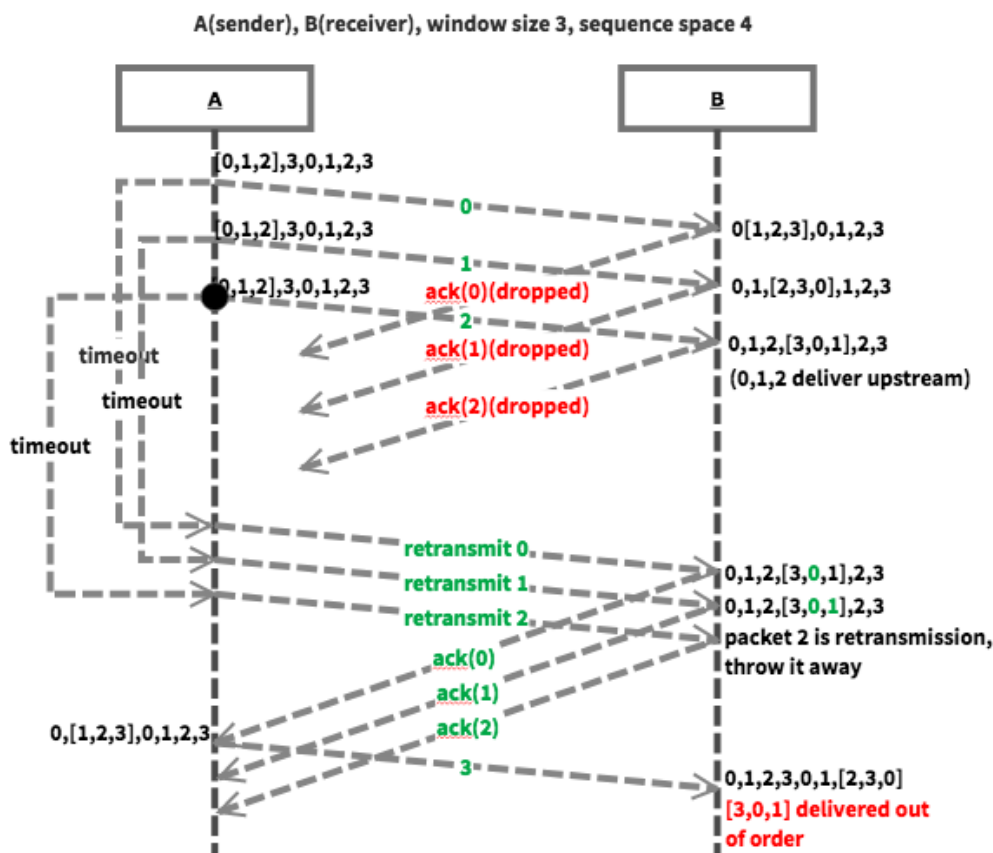 A(sender), B(receiver), window size 3, sequence space 4
A
B
[0,1,2],3,0,1,2,3
0
[0,1,2],3,0,1,2,3
0[1,2,3],0,1,2,3
1
[0,1,2],3,0,1,2,3
ack(0)(dropped)
0,1,[2,3,0],1,2,3
2
timeout
ack(1)(dropped)
0,1,2,[3,0,1],2,3
(0,1,2 deliver upstream)
timeout
ack(2)(dropped)
timeout
retransmit 0
0,1,2,[3,0,1],2,3
retransmit 1
0,1,2,[3,0,1],2,3
retransmit 2
packet 2 is retransmission,
throw it away
ack(0)
ack(1)
ack(2)
0,[1,2,3],0,1,2,3
3
0,1,2,3,0,1,[2,3,0]
[3,0,1] delivered out
of order